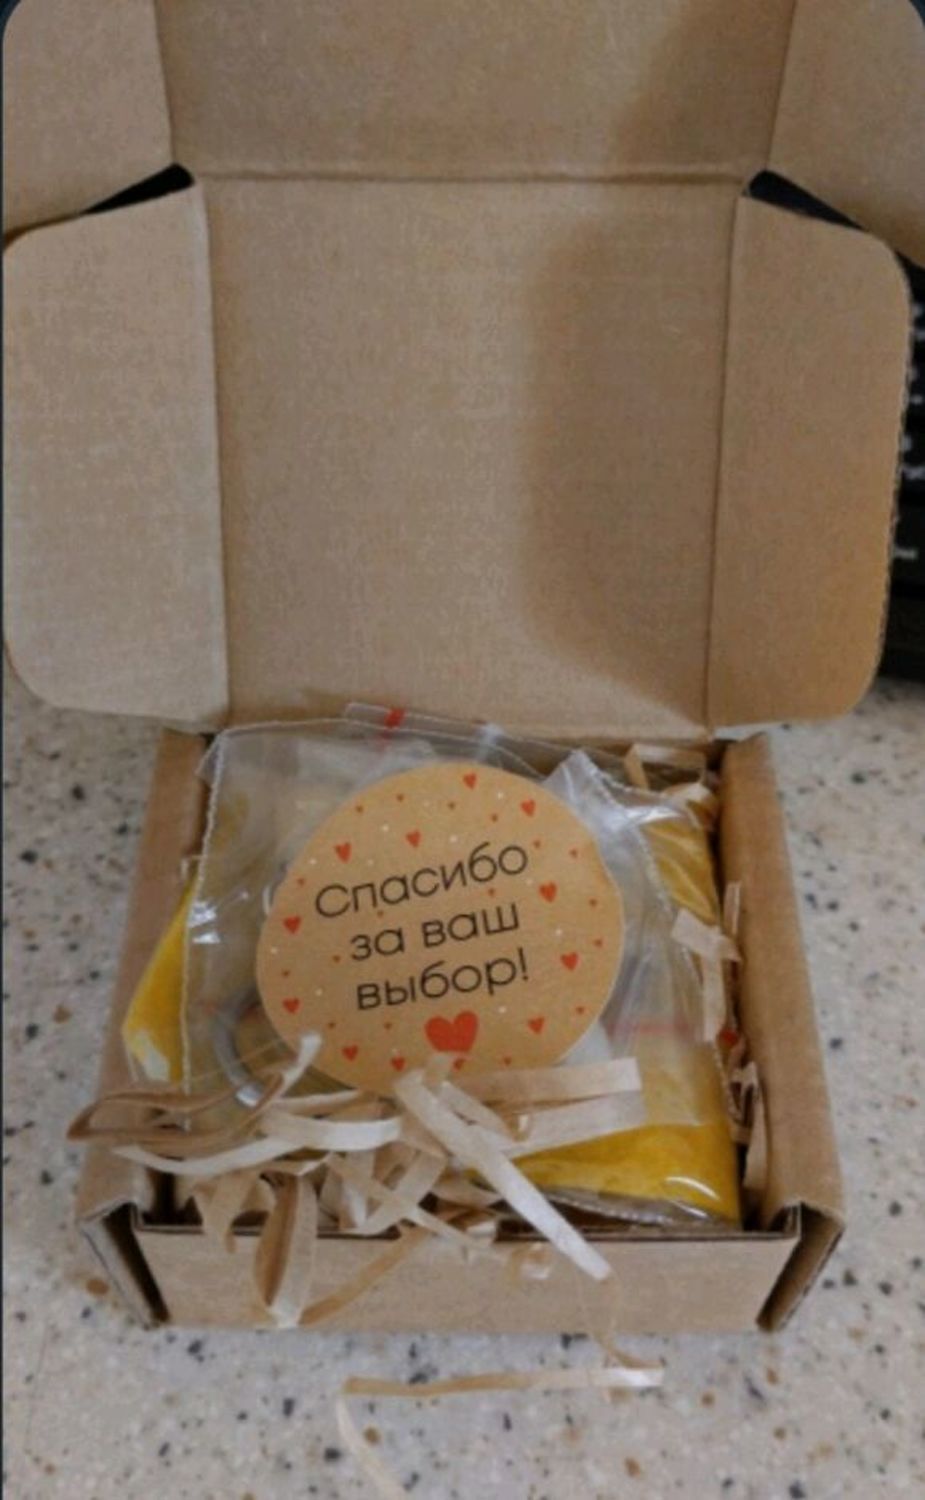 Спасибо
за ваш
выбор!